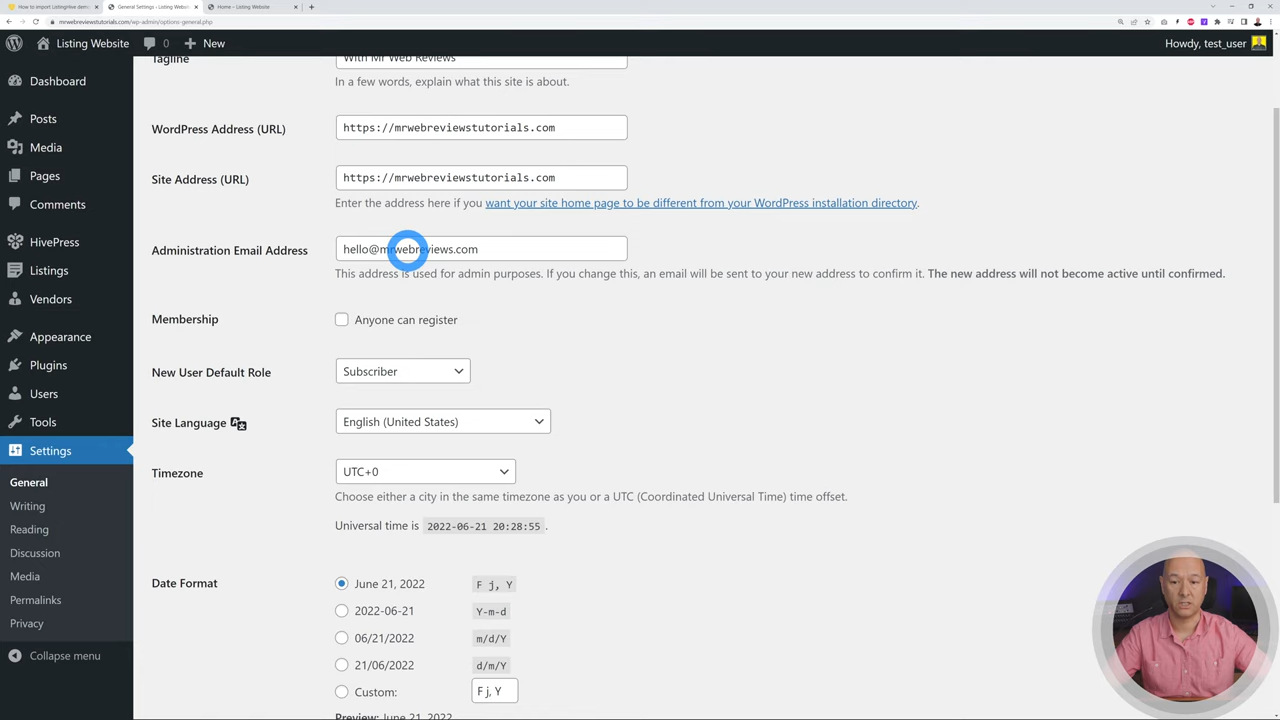 How to import ListingHive demo
General Settings ‹ Listing Websit
Home – Listing Website
mrwebreviewstutorials.com/wp-admin/options-general.php
Listing Website
0
New
Howdy, test_user
Dashboard
Posts
Media
Pages
Comments
HivePress
Listings
Vendors
Appearance
Plugins
Users
Tools
Settings
General
Writing
Reading
Discussion
Media
Permalinks
Privacy
Collapse menu
Tagline
With Mr Web Reviews
In a few words, explain what this site is about.
WordPress Address (URL)
https://mrwebreviewstutorials.com
Site Address (URL)
https://mrwebreviewstutorials.com
Enter the address here if you want your site home page to be different from your WordPress installation directory.
Administration Email Address
hello@mrwebreviews.com
This address is used for admin purposes. If you change this, an email will be sent to your new address to confirm it. The new address will not become active until confirmed.
Membership
Anyone can register
New User Default Role
Subscriber
Site Language
English (United States)
Timezone
UTC+0
Choose either a city in the same timezone as you or a UTC (Coordinated Universal Time) time offset.
Universal time is 2022-06-21 20:28:55 .
Date Format
June 21, 2022 F j, Y
2022-06-21 Y-m-d
06/21/2022 m/d/Y
21/06/2022 d/m/Y
Custom: F j, Y
Preview: June 21, 2022